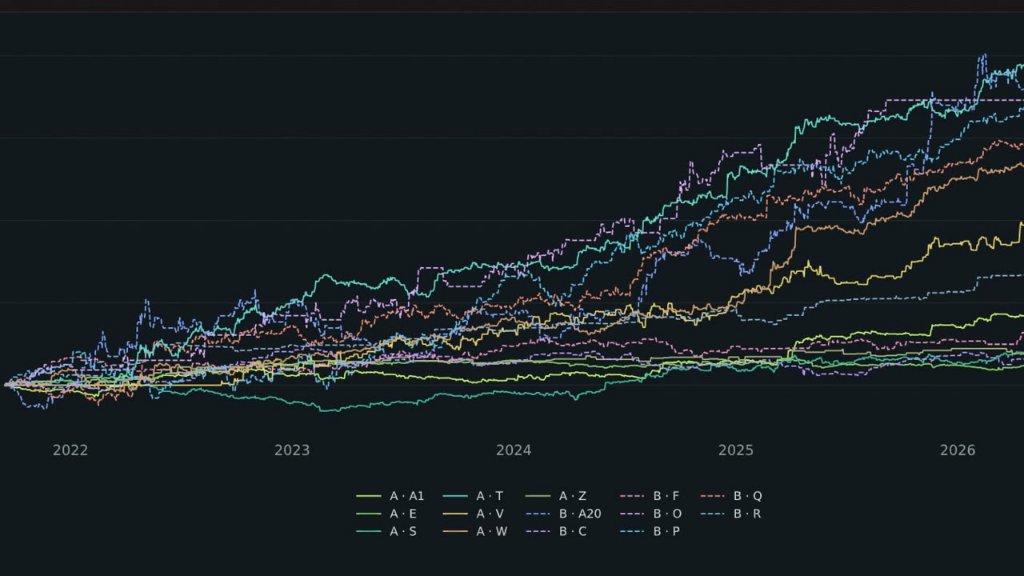 2022 2023 2024 2025 2026
A · A1 A · T A · Z B · F B · Q
A · E A · V B · A20 B · O B · R
A · S A · W B · C B · P